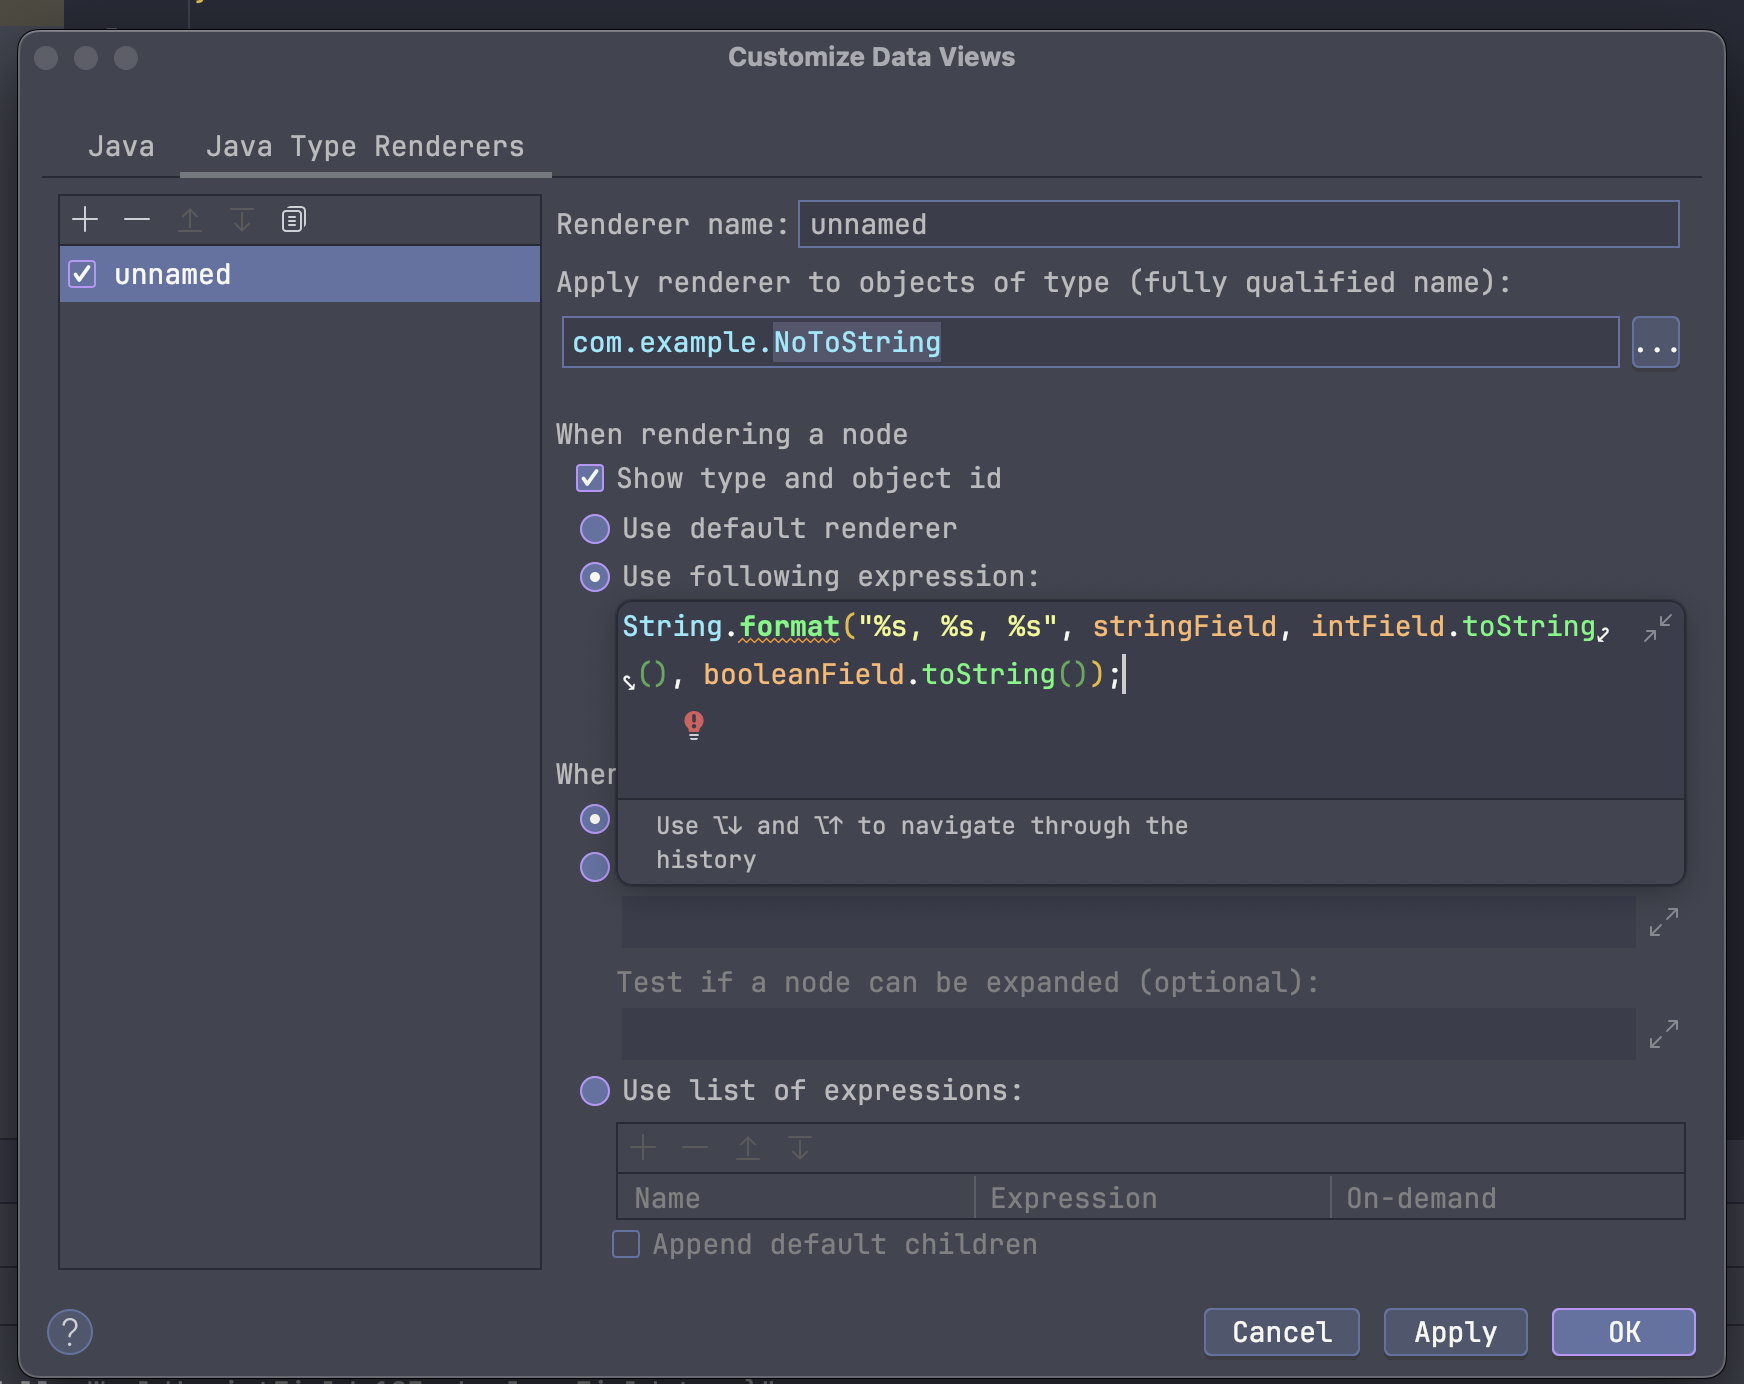 Customize Data Views
Java
Java Type Renderers
unnamed
Renderer name:
unnamed
Apply renderer to objects of type (fully qualified name):
com.example.NoToString
...
When rendering a node
Show type and object id
Use default renderer
Use following expression:
String.format("%s, %s, %s", stringField, intField.toString
(), booleanField.toString());
Use ⌥↓ and ⌥↑ to navigate through the
history
Test if a node can be expanded (optional):
Use list of expressions:
Name
Expression
On-demand
Append default children
?
Cancel
Apply
OK